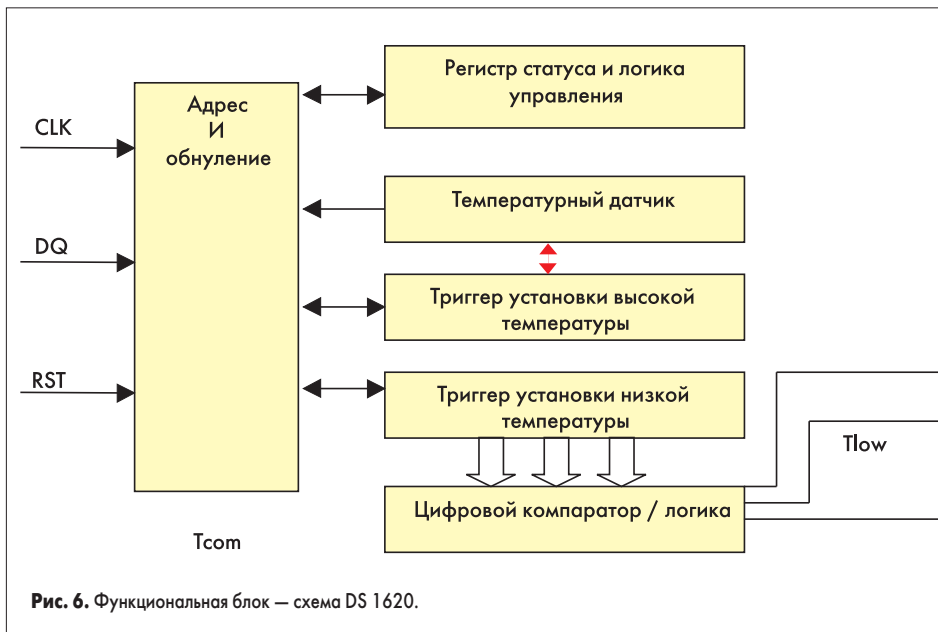 CLK
DQ
RST
Адрес
И
обнуление
Регистр статуса и логика
управления
Температурный датчик
Триггер установки высокой
температуры
Триггер установки низкой
температуры
Цифровой компаратор / логика
Tlow
Tcom
Рис. 6. Функциональная блок — схема DS 1620.